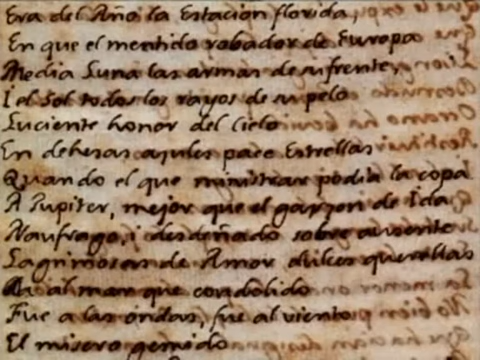 Era del Año la Estacion florida,
En que el mentido robador de Europa
Media Luna las armas de su frente,
I el Sol todos los rayos de su pelo
Luciente honor del Cielo
En dehesas azules pace Estrellas
Quando el que ministrar podia la copa
A Iupiter, mejor que el garzon de Ida
Naufrago, i desdeñado sobre ausente
Lagrimosas de Amor dulces querellas
Da al mar que condolido
Fue a las ondas, fue al viento
El misero gemido